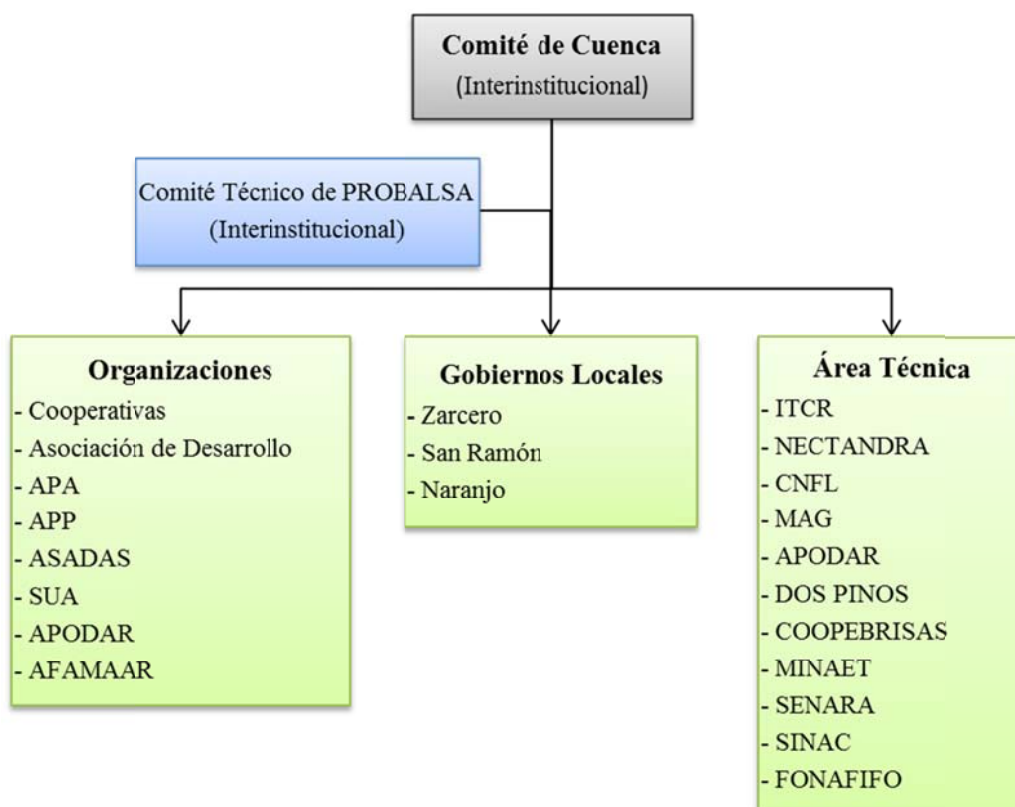 Comité de Cuenca
(Interinstitucional)
Comité Técnico de PROBALSA
(Interinstitucional)
Organizaciones
- Cooperativas
- Asociación de Desarrollo
- APA
- APP
- ASADAS
- SUA
- APODAR
- AFAMAAR
Gobiernos Locales
- Zarcero
- San Ramón
- Naranjo
Área Técnica
- ITCR
- NECTANDRA
- CNFL
- MAG
- APODAR
- DOS PINOS
- COOPEBRISAS
- MINAET
- SENARA
- SINAC
- FONAFIFO